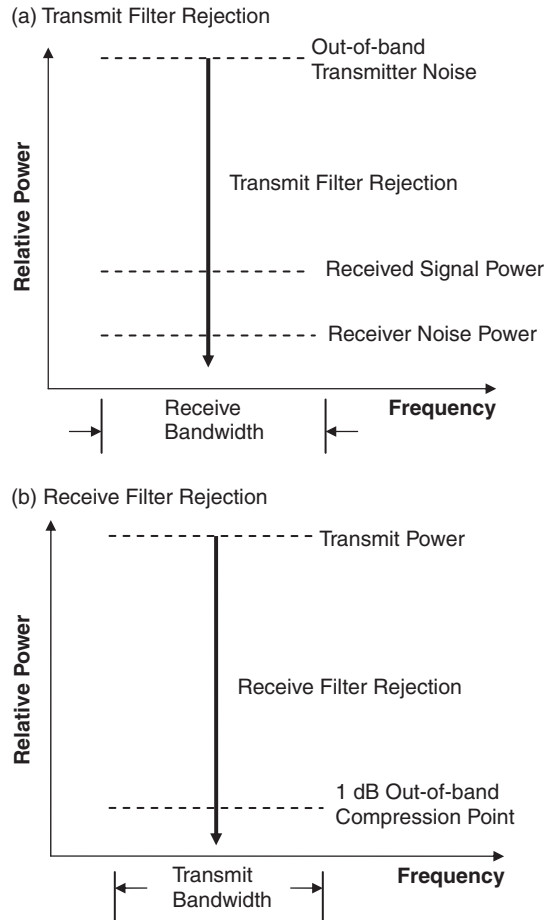 (a) Transmit Filter Rejection
Out-of-band
Transmitter Noise
Relative Power
Transmit Filter Rejection
Received Signal Power
Receiver Noise Power
Receive
Bandwidth
Frequency
(b) Receive Filter Rejection
Transmit Power
Relative Power
Receive Filter Rejection
1 dB Out-of-band
Compression Point
Transmit
Bandwidth
Frequency